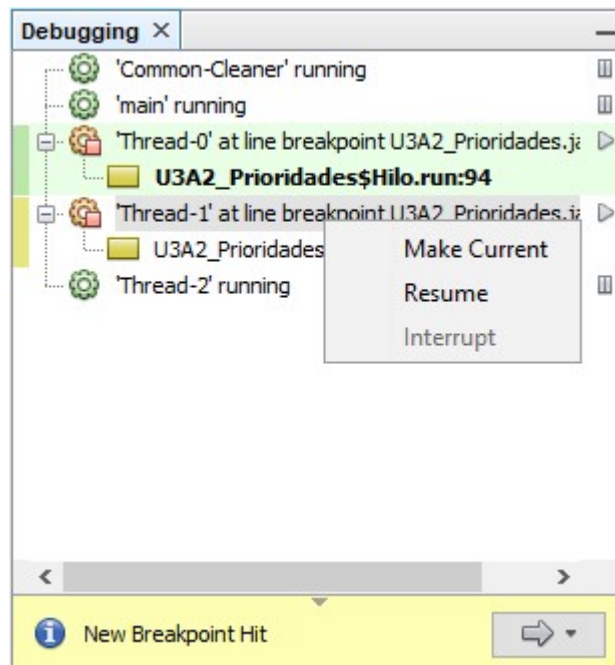 Debugging
'Common-Cleaner' running
'main' running
'Thread-0' at line breakpoint U3A2_Prioridades.ja
U3A2_Prioridades$Hilo.run:94
'Thread-1' at line breakpoint U3A2_Prioridades.ja
U3A2_Prioridades
Make Current
'Thread-2' running
Resume
Interrupt
New Breakpoint Hit